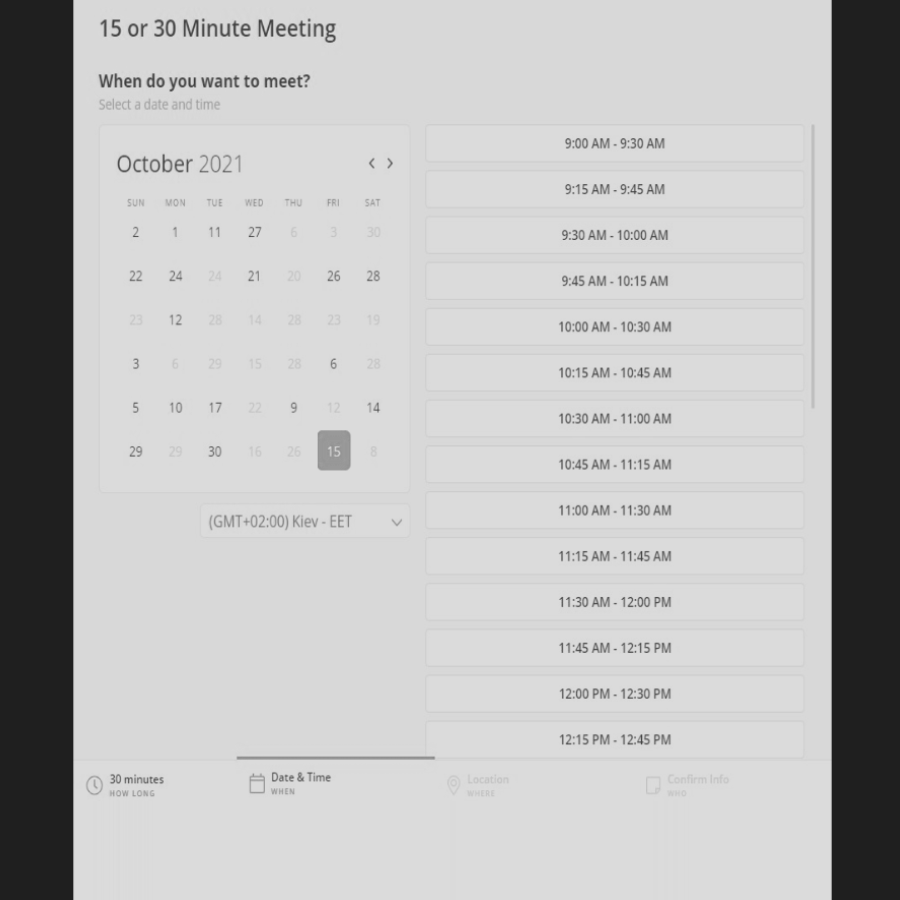 15 or 30 Minute Meeting
When do you want to meet?
Select a date and time
October 2021
SUN MON TUE WED THU FRI SAT
2 1 11 27 6 3 30
22 24 24 21 20 26 28
23 12 28 14 28 23 19
3 6 29 15 28 6 28
5 10 17 22 9 12 14
29 29 30 16 26 15 8
(GMT+02:00) Kiev - EET
9:00 AM - 9:30 AM
9:15 AM - 9:45 AM
9:30 AM - 10:00 AM
9:45 AM - 10:15 AM
10:00 AM - 10:30 AM
10:15 AM - 10:45 AM
10:30 AM - 11:00 AM
10:45 AM - 11:15 AM
11:00 AM - 11:30 AM
11:15 AM - 11:45 AM
11:30 AM - 12:00 PM
11:45 AM - 12:15 PM
12:00 PM - 12:30 PM
12:15 PM - 12:45 PM
30 minutes
HOW LONG
Date & Time
WHEN
Location
WHERE
Confirm Info
WHO